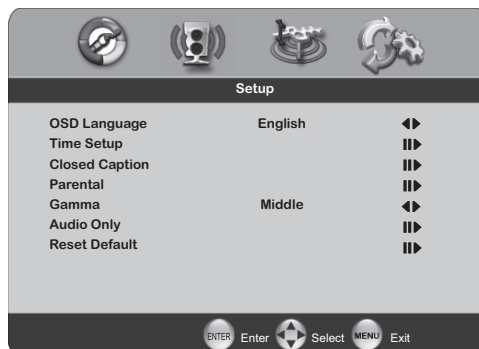 Setup
OSD Language English
Time Setup
Closed Caption
Parental
Gamma Middle
Audio Only
Reset Default
ENTER Enter Select MENU Exit